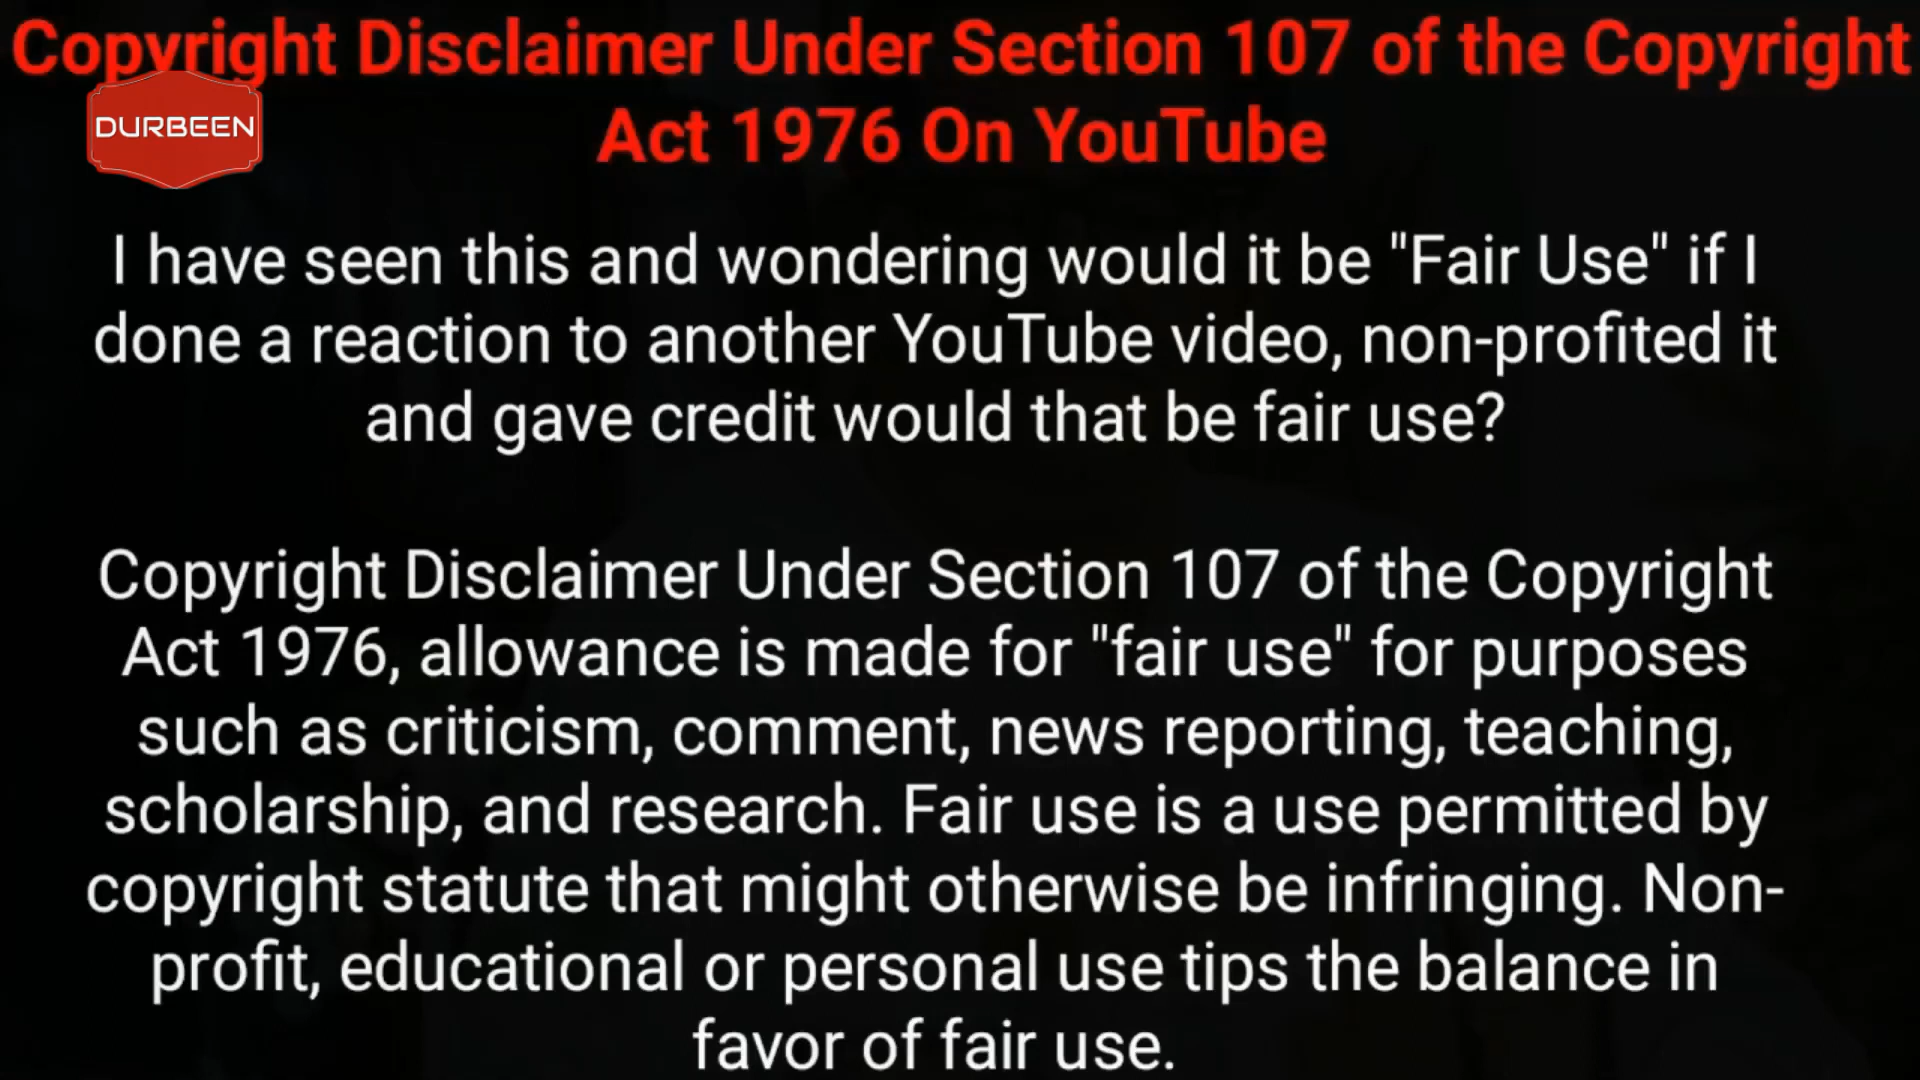 Copyright Disclaimer Under Section 107 of the Copyright
Act 1976 On YouTube
DURBEEN
I have seen this and wondering would it be "Fair Use" if I
done a reaction to another YouTube video, non-profited it
and gave credit would that be fair use?
Copyright Disclaimer Under Section 107 of the Copyright
Act 1976, allowance is made for "fair use" for purposes
such as criticism, comment, news reporting, teaching,
scholarship, and research. Fair use is a use permitted by
copyright statute that might otherwise be infringing. Non-
profit, educational or personal use tips the balance in
favor of fair use.